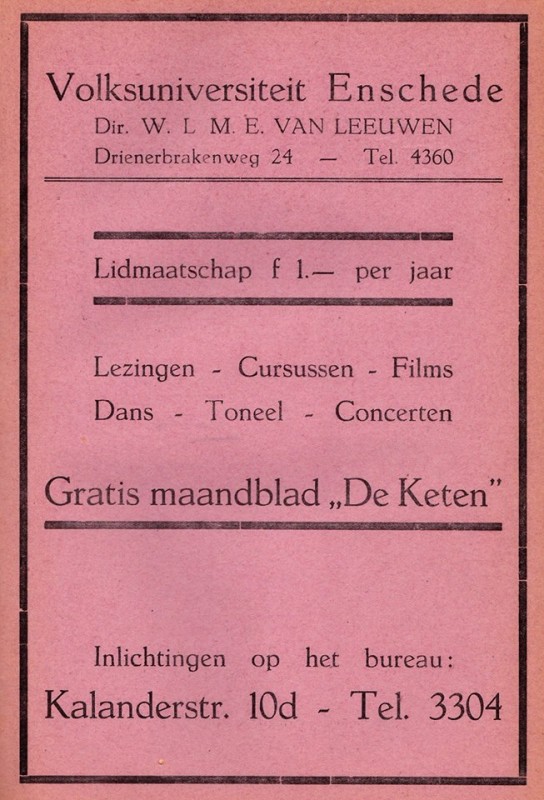 Volksuniversiteit Enschede
Dir. W. L M. E. VAN LEEUWEN
Drienerbrakenweg 24 — Tel. 4360
Lidmaatschap f 1.— per jaar
Lezingen - Cursussen - Films
Dans - Toneel - Concerten
Gratis maandblad „De Keten”
Inlichtingen op het bureau:
Kalanderstr. 10d - Tel. 3304